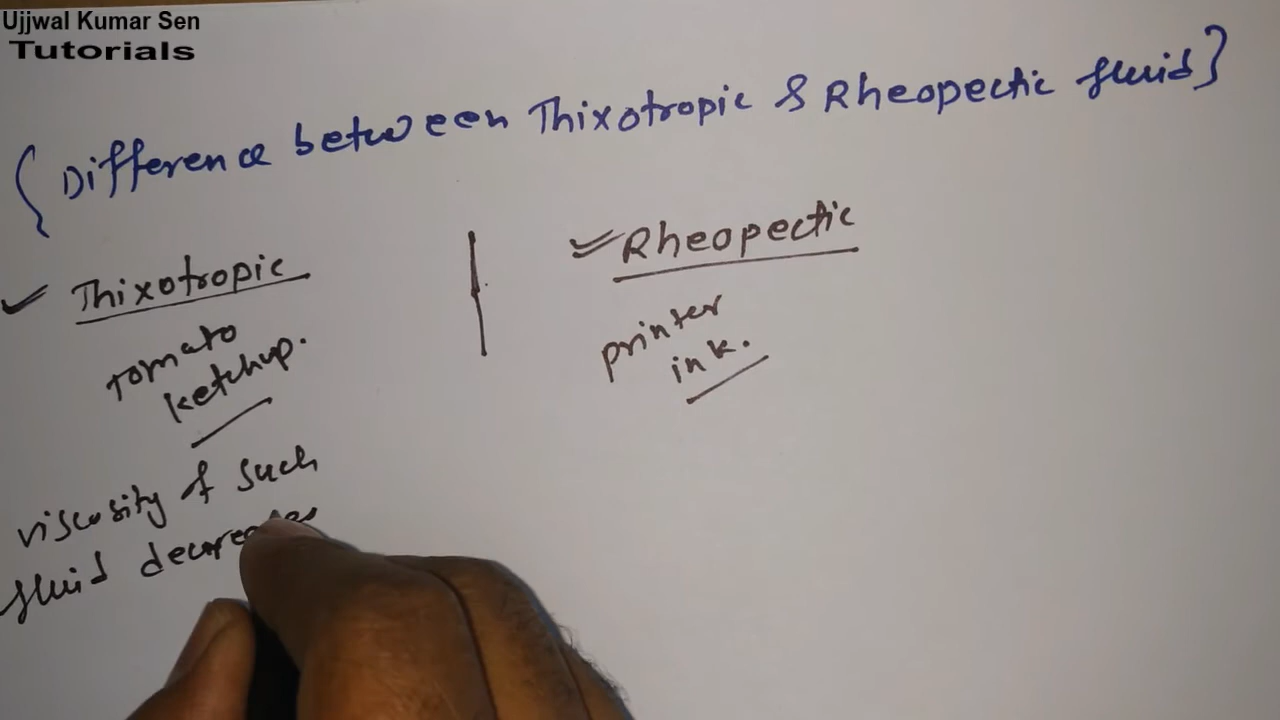 Ujjwal Kumar Sen
Tutorials
{Difference between Thixotropic & Rheopectic fluid}
Thixotropic
tomato
ketchup.
viscosity of such
fluid
Rheopectic
printer
ink.